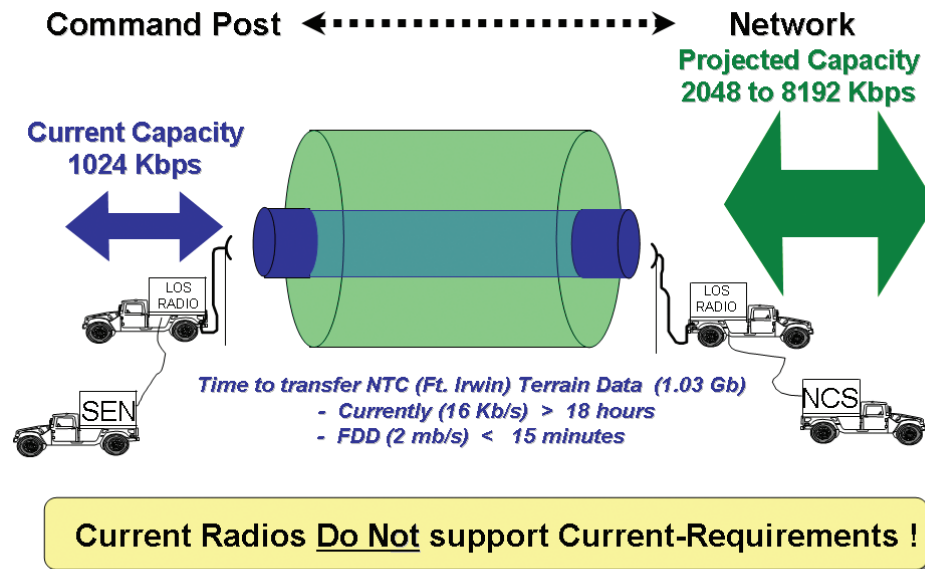 Command Post
Network
Projected Capacity
2048 to 8192 Kbps
Current Capacity
1024 Kbps
LOS
RADIO
LOS
RADIO
SEN
NCS
Time to transfer NTC (Ft. Irwin) Terrain Data (1.03 Gb)
- Currently (16 Kb/s) > 18 hours
- FDD (2 mb/s) < 15 minutes
Current Radios Do Not support Current-Requirements !